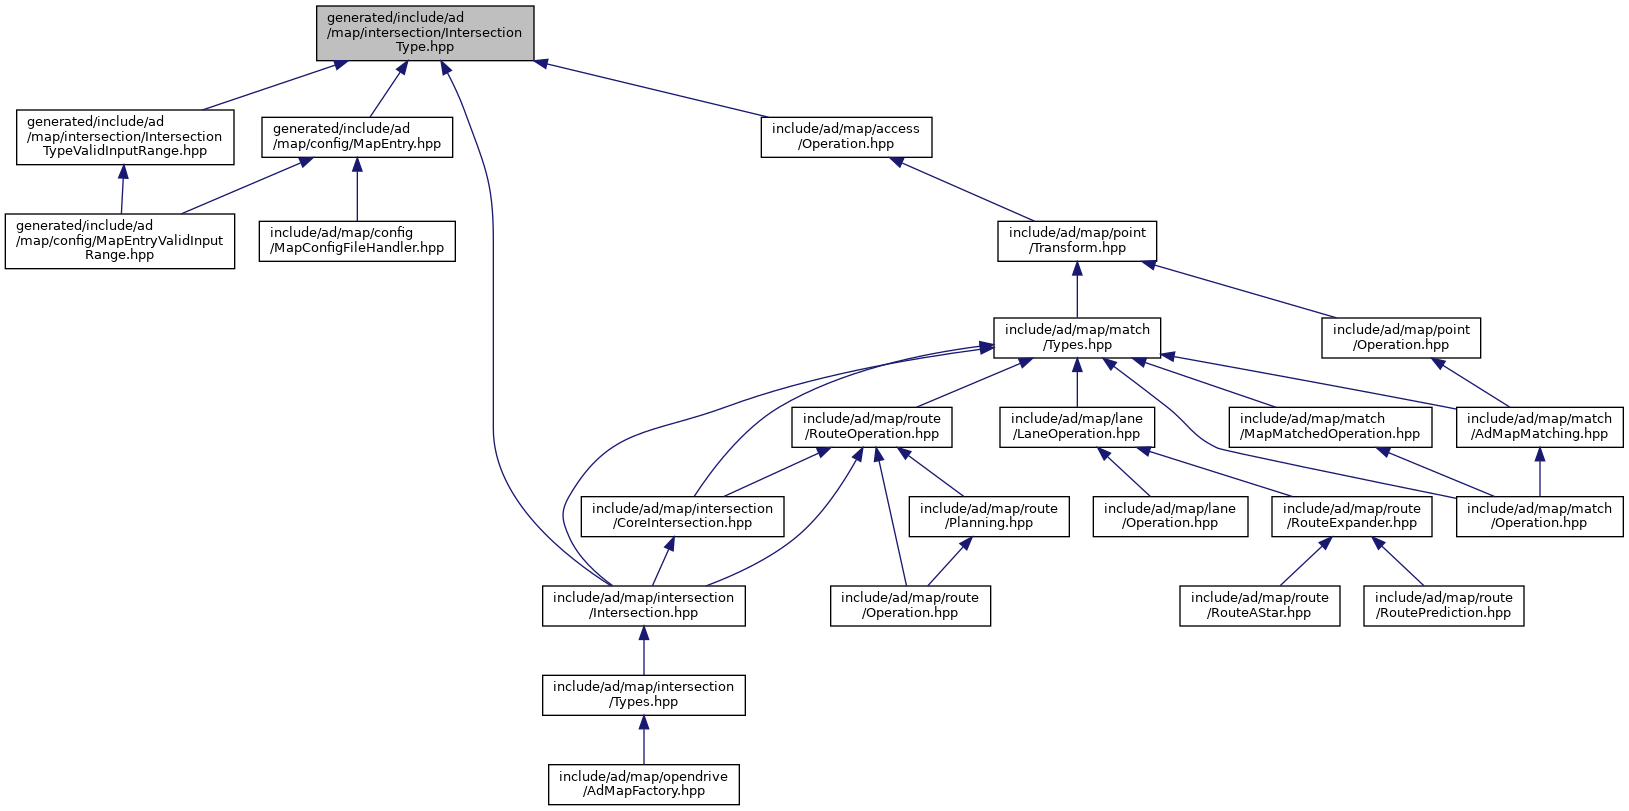 generated/include/ad
/map/intersection/Intersection
Type.hpp
generated/include/ad
/map/intersection/Intersection
TypeValidInputRange.hpp
generated/include/ad
/map/config/MapEntry.hpp
include/ad/map/access
/Operation.hpp
generated/include/ad
/map/config/MapEntryValidInput
Range.hpp
include/ad/map/config
/MapConfigFileHandler.hpp
include/ad/map/point
/Transform.hpp
include/ad/map/match
/Types.hpp
include/ad/map/point
/Operation.hpp
include/ad/map/route
/RouteOperation.hpp
include/ad/map/lane
/LaneOperation.hpp
include/ad/map/match
/MapMatchedOperation.hpp
include/ad/map/match
/AdMapMatching.hpp
include/ad/map/intersection
/CoreIntersection.hpp
include/ad/map/route
/Planning.hpp
include/ad/map/lane
/Operation.hpp
include/ad/map/route
/RouteExpander.hpp
include/ad/map/match
/Operation.hpp
include/ad/map/intersection
/Intersection.hpp
include/ad/map/route
/Operation.hpp
include/ad/map/route
/RouteAStar.hpp
include/ad/map/route
/RoutePrediction.hpp
include/ad/map/intersection
/Types.hpp
include/ad/map/opendrive
/AdMapFactory.hpp